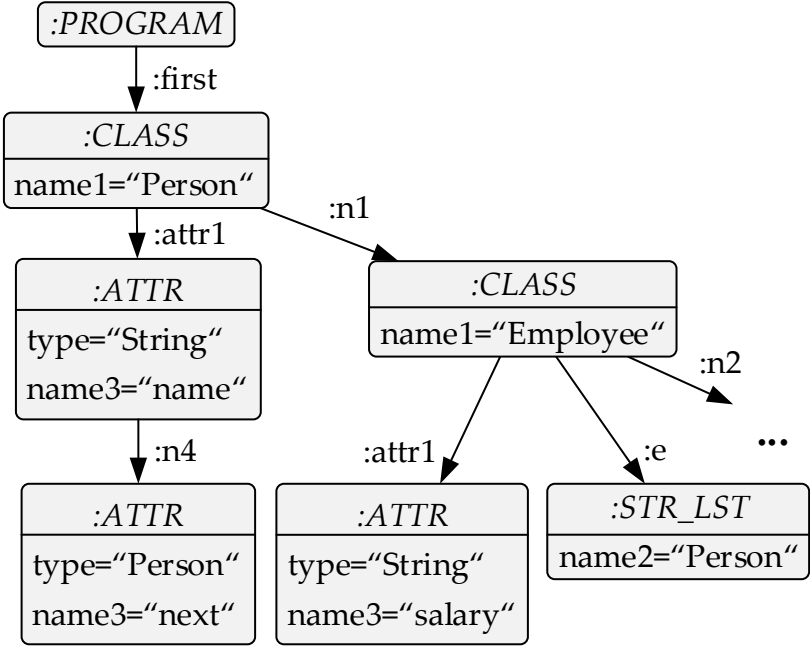 :PROGRAM
:first
:CLASS
name1=“Person“
:attr1
:n1
:ATTR
type=“String“
name3=“name“
:CLASS
name1=“Employee“
:n2
...
:n4
:attr1
:e
:ATTR
type=“Person“
name3=“next“
:ATTR
type=“String“
name3=“salary“
:STR_LST
name2=“Person“